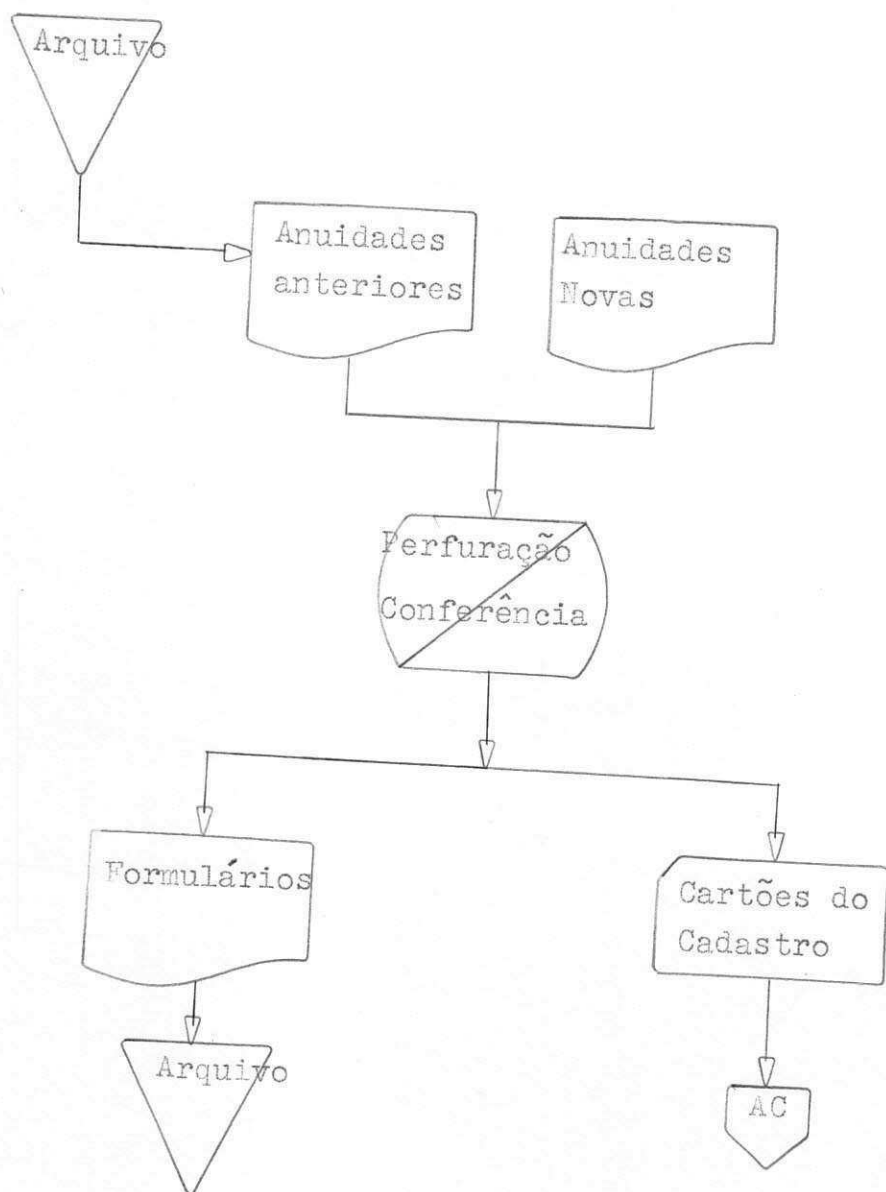 Arquivo
Anuidades
anteriores
Anuidades
Novas
Perfuração
Conferência
Formulários
Cartões do
Cadastro
Arquivo
AC